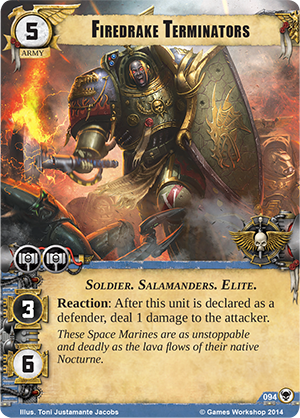 5
FIREDRAKE TERMINATORS
ARMY
SOLDIER. SALAMANDERS. ELITE.
3
Reaction: After this unit is declared as a
defender, deal 1 damage to the attacker.
6
These Space Marines are as unstoppable
and deadly as the lava flows of their native
Nocturne.
094
Illus. Toni Justamante Jacobs
© Games Workshop 2014